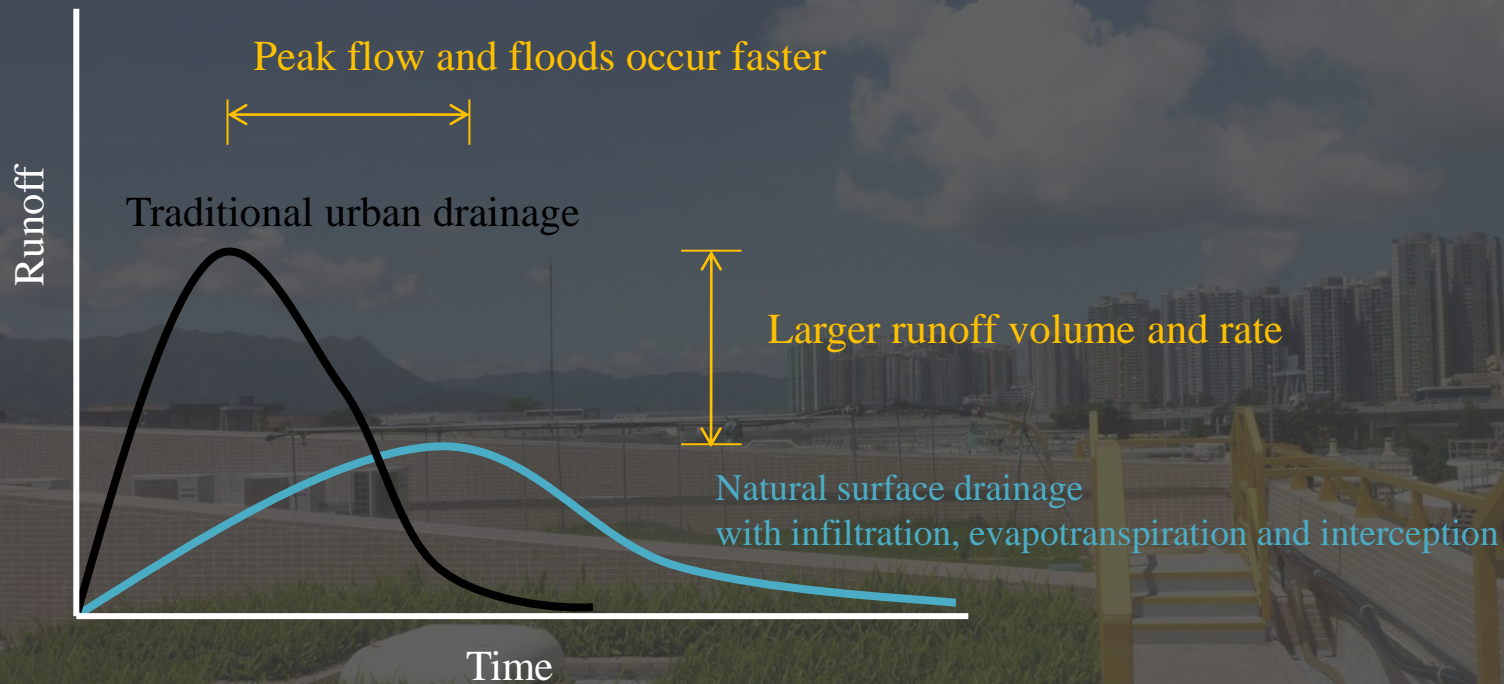 Peak flow and floods occur faster
Runoff
Traditional urban drainage
Larger runoff volume and rate
Natural surface drainage
with infiltration, evapotranspiration and interception
Time